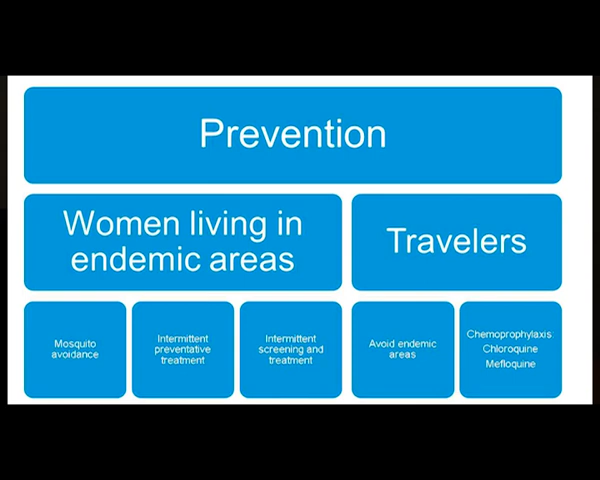 Prevention
Women living in
endemic areas
Travelers
Mosquito
avoidance
Intermittent
preventative
treatment
Intermittent
screening and
treatment
Avoid endemic
areas
Chemoprophylaxis:
Chloroquine
Mefloquine